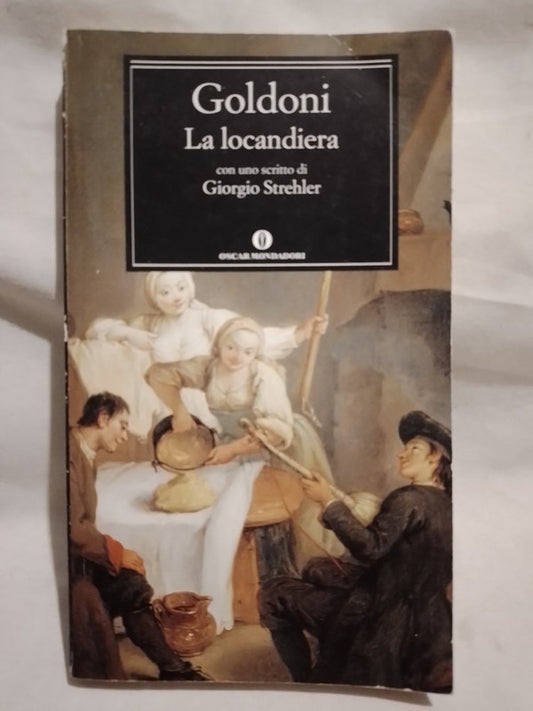 Goldoni
La locandiera
con uno scritto di
Giorgio Strehler
OSCAR MONDADORI